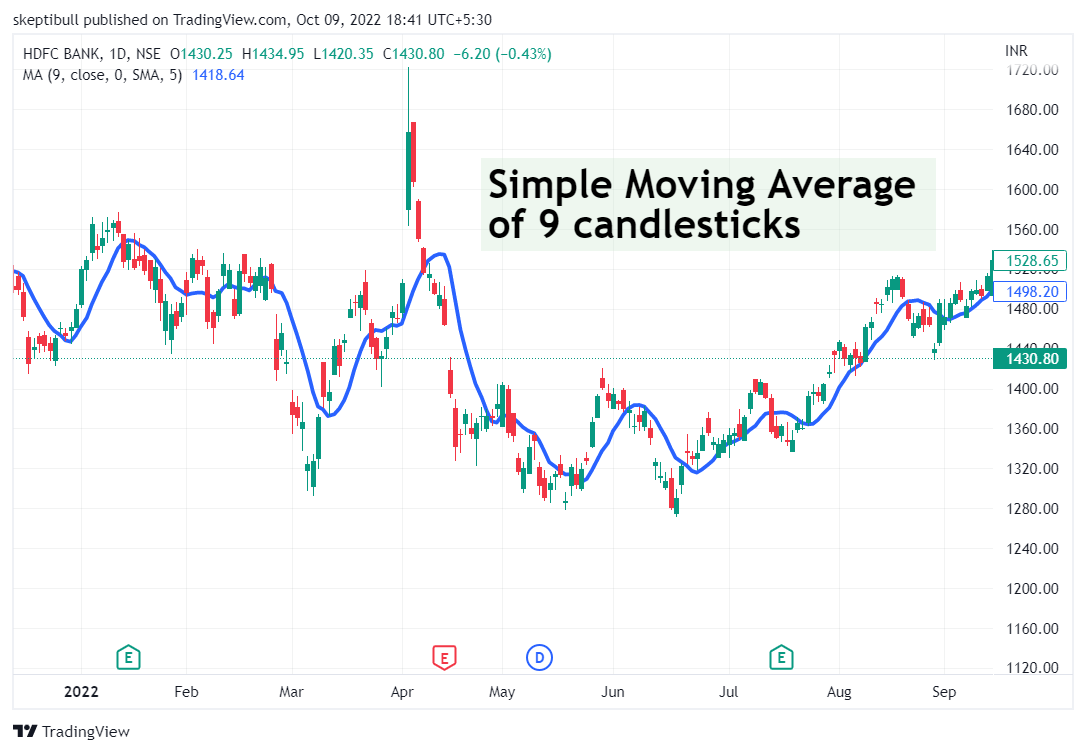 skeptibull published on TradingView.com, Oct 09, 2022 18:41 UTC+5:30
HDFC BANK, 1D, NSE O1430.25 H1434.95 L1420.35 C1430.80 −6.20 (−0.43%)
MA (9, close, 0, SMA, 5) 1418.64
INR
1720.00
1680.00
1640.00
Simple Moving Average
of 9 candlesticks
1600.00
1560.00
1528.65
1520.00
1498.20
1480.00
1440.00
1430.80
1400.00
1360.00
1320.00
1280.00
1240.00
1200.00
1160.00
E E D E
1120.00
2022 Feb Mar Apr May Jun Jul Aug Sep
TradingView